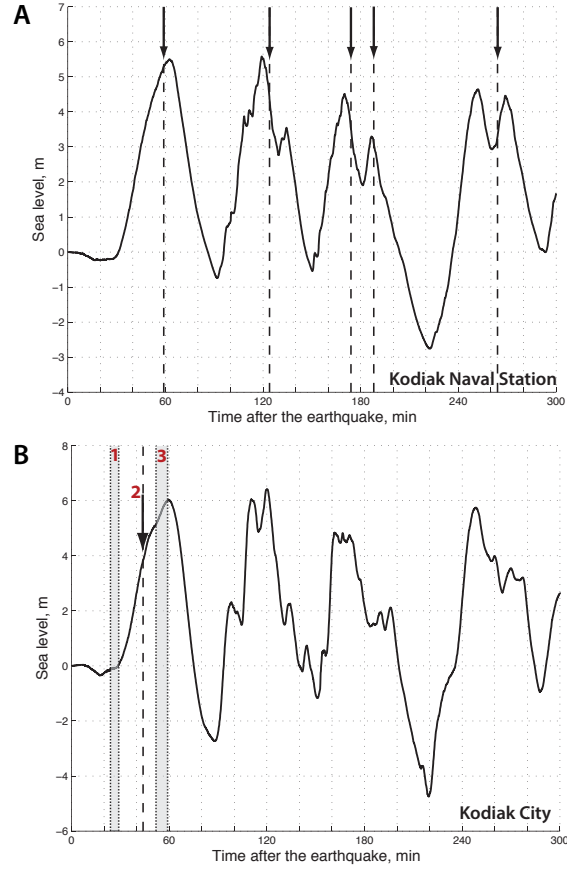 A
7
6
5
4
3
2
1
0
−1
−2
−3
−4
Sea level, m
Kodiak Naval Station
0 60 120 180 240 300
Time after the earthquake, min
B
8
6
4
2
0
−2
−4
−6
Sea level, m
1
3
2
Kodiak City
0 60 120 180 240 300
Time after the earthquake, min